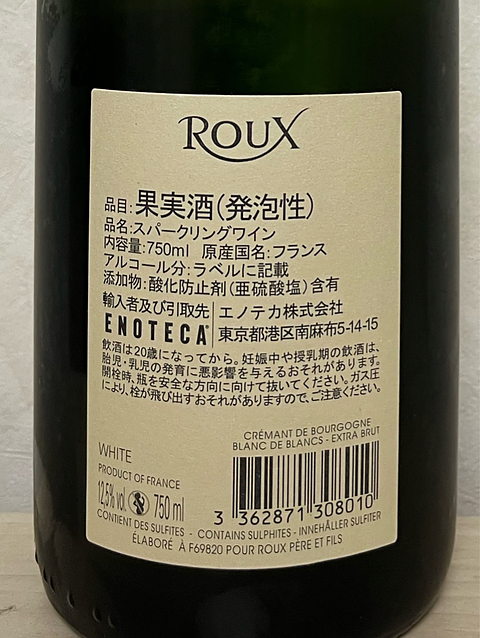 ROUX
品目:果実酒(発泡性)
品名:スパークリングワイン
内容量:750ml 原産国名:フランス
アルコール分:ラベルに記載
添加物:酸化防止剤(亜硫酸塩)含有
輸入者及び引取先 エノテカ株式会社
ENOTECA® 東京都港区南麻布5-14-15
飲酒は20歳になってから。妊娠中や授乳期の飲酒は、
胎児・乳児の発育に悪影響を与えるおそれがあります。
開栓時、瓶を安全な方向に向けて抜いてください。ガス圧
により、栓が飛び出すおそれがありますので、ご注意ください。
CRÉMANT DE BOURGOGNE
BLANC DE BLANCS - EXTRA BRUT
WHITE
PRODUCT OF FRANCE
12,5% vol 750 ml
3 362871 308010
CONTIENT DES SULFITES - CONTAINS SULPHITES - INNEHÅLLER SULFITER
ÉLABORÉ À F69820 POUR ROUX PÈRE ET FILS